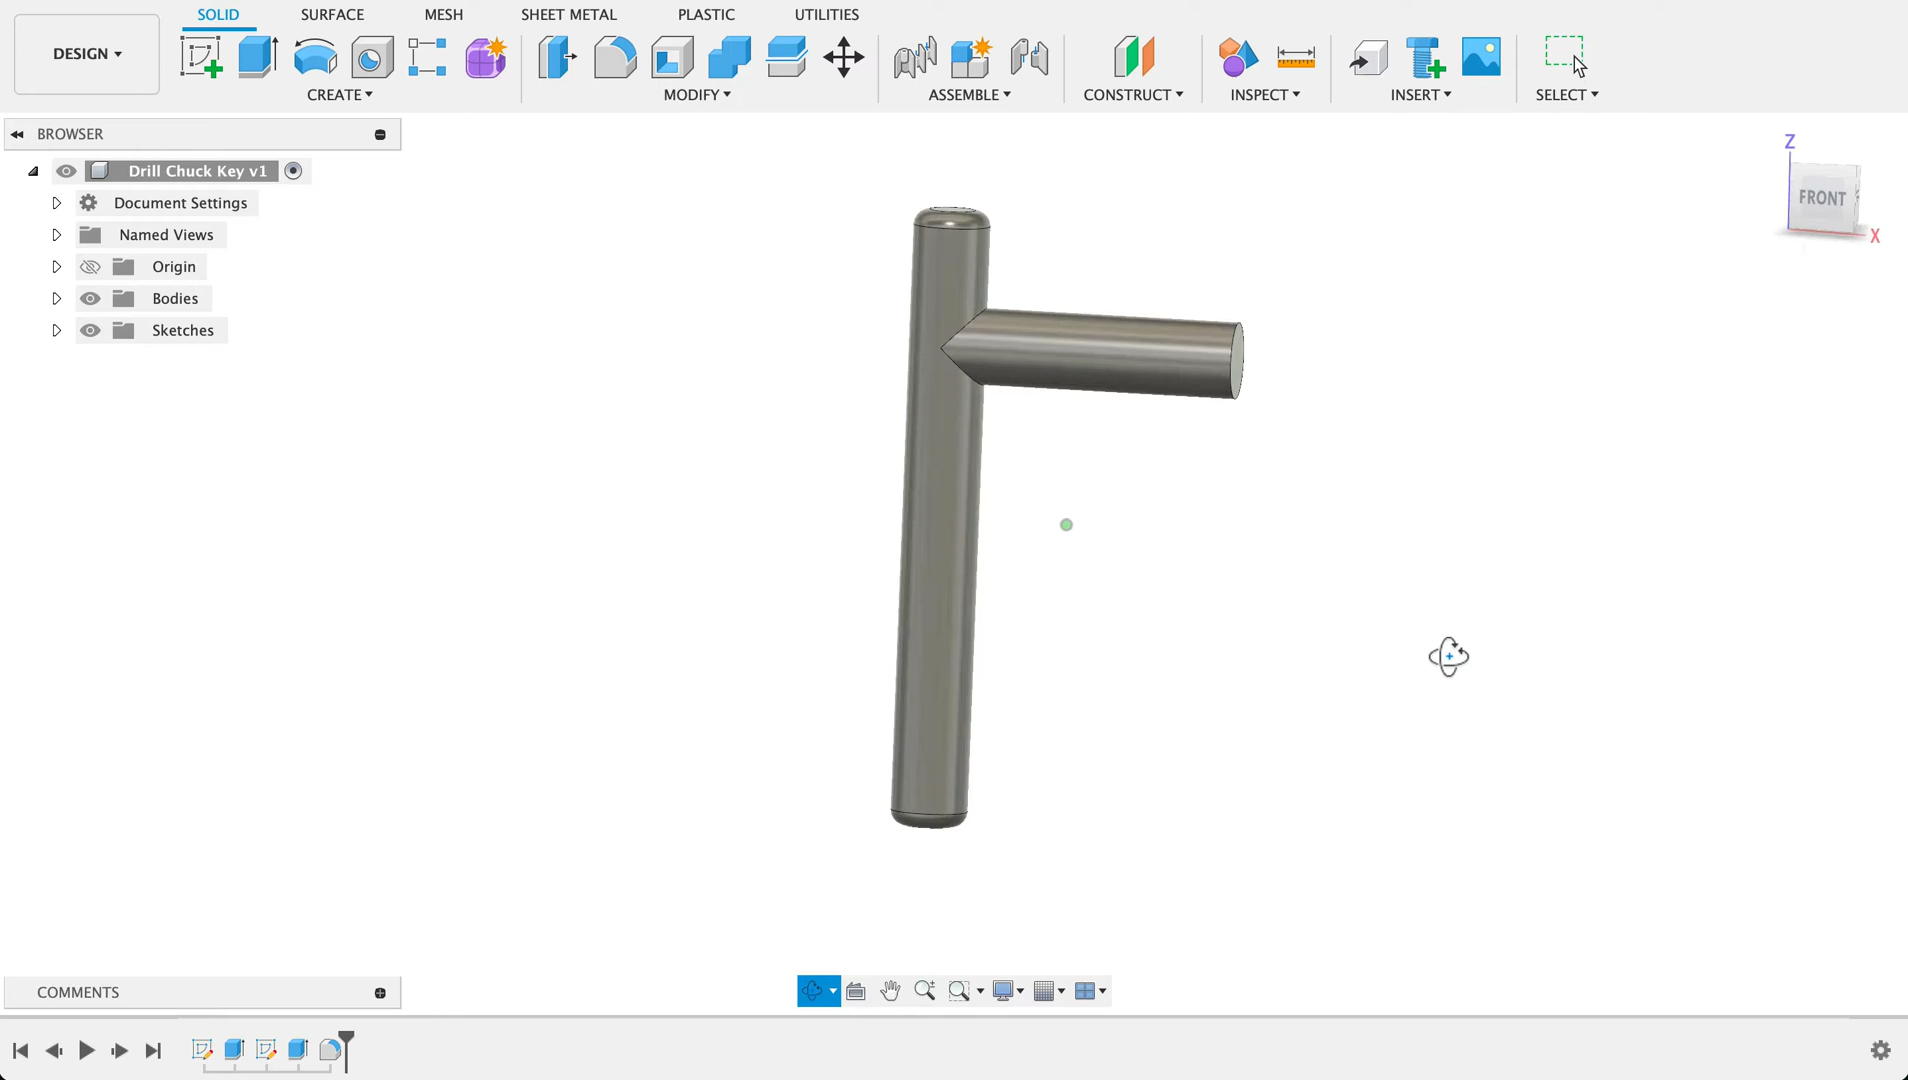 DESIGN
SOLID SURFACE MESH SHEET METAL PLASTIC UTILITIES
CREATE MODIFY ASSEMBLE CONSTRUCT INSPECT INSERT SELECT
BROWSER
Drill Chuck Key v1
Document Settings
Named Views
Origin
Bodies
Sketches
Z
FRONT
X
COMMENTS